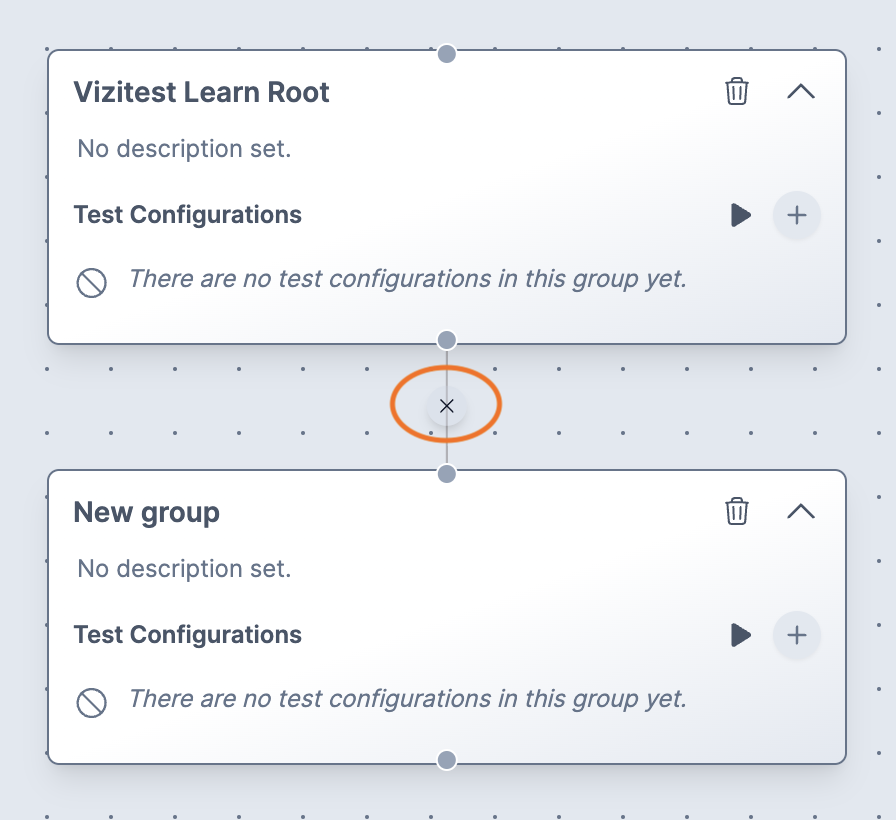 Vizitest Learn Root
No description set.
Test Configurations
There are no test configurations in this group yet.
New group
No description set.
Test Configurations
There are no test configurations in this group yet.